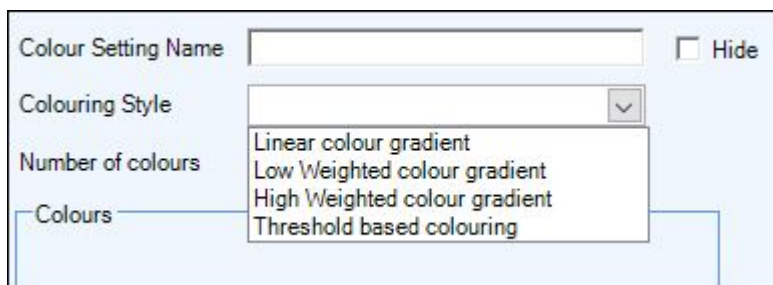 Colour Setting Name
Hide
Colouring Style
Linear colour gradient
Low Weighted colour gradient
Number of colours
High Weighted colour gradient
Colours
Threshold based colouring